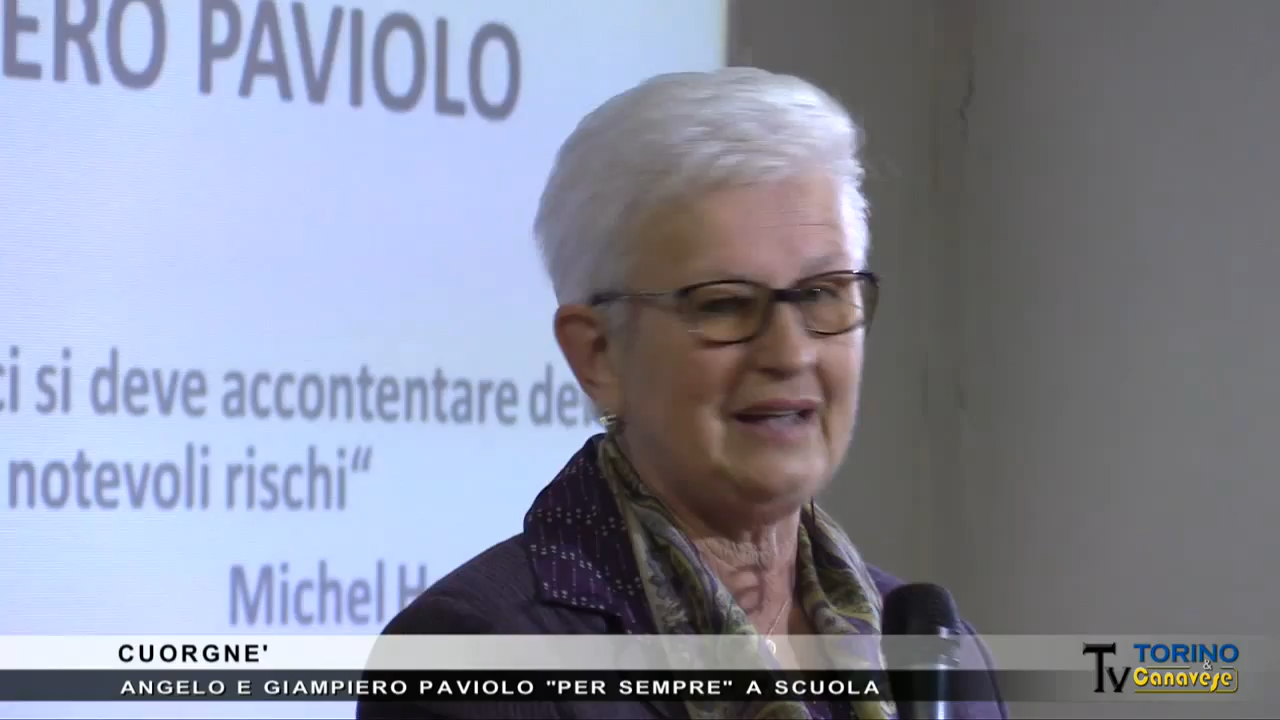 ERO PAVIOLO
ci si deve accontentare de
notevoli rischi“
Michel H
CUORGNE'
ANGELO E GIAMPIERO PAVIOLO "PER SEMPRE" A SCUOLA
Tv TORINO
&
Canavese